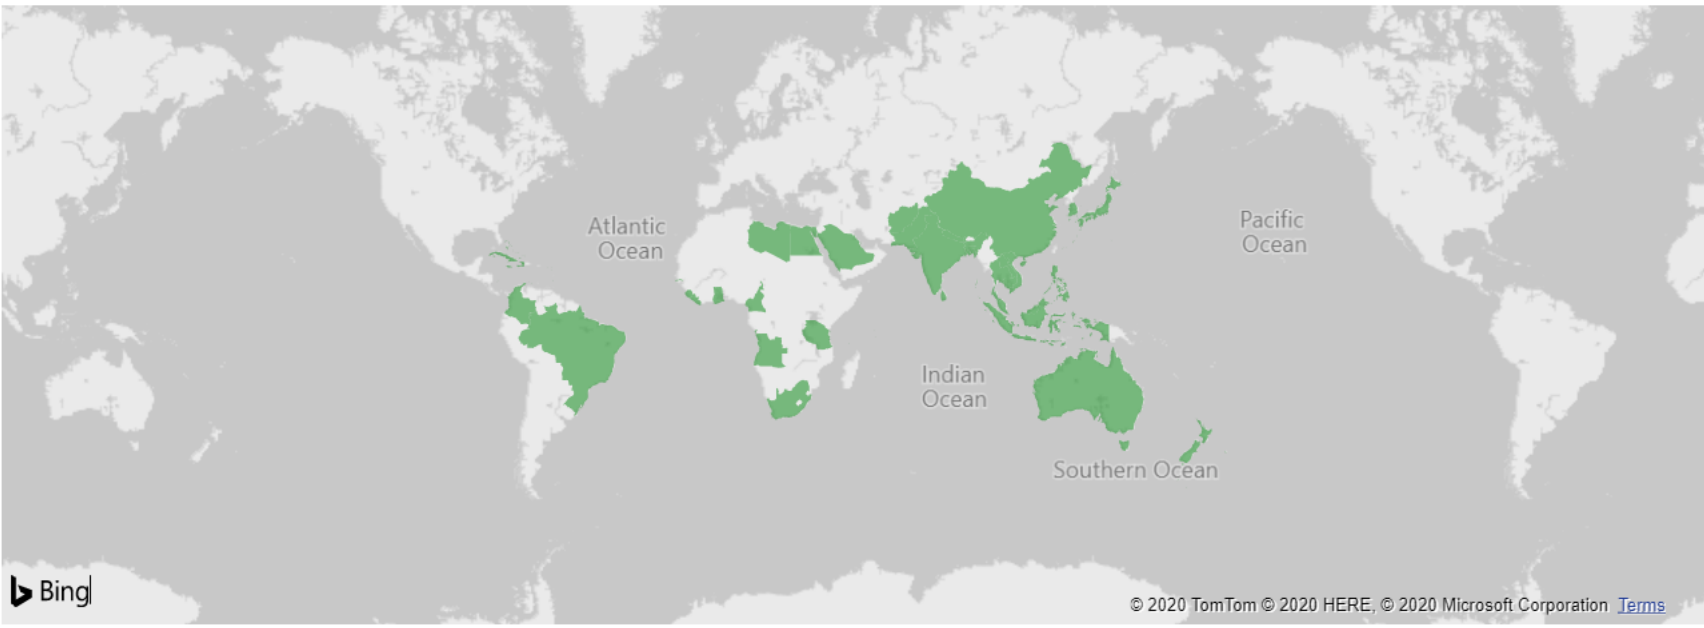 Atlantic
Ocean
Pacific
Ocean
Indian
Ocean
Southern Ocean
Bing
© 2020 TomTom © 2020 HERE, © 2020 Microsoft Corporation Terms